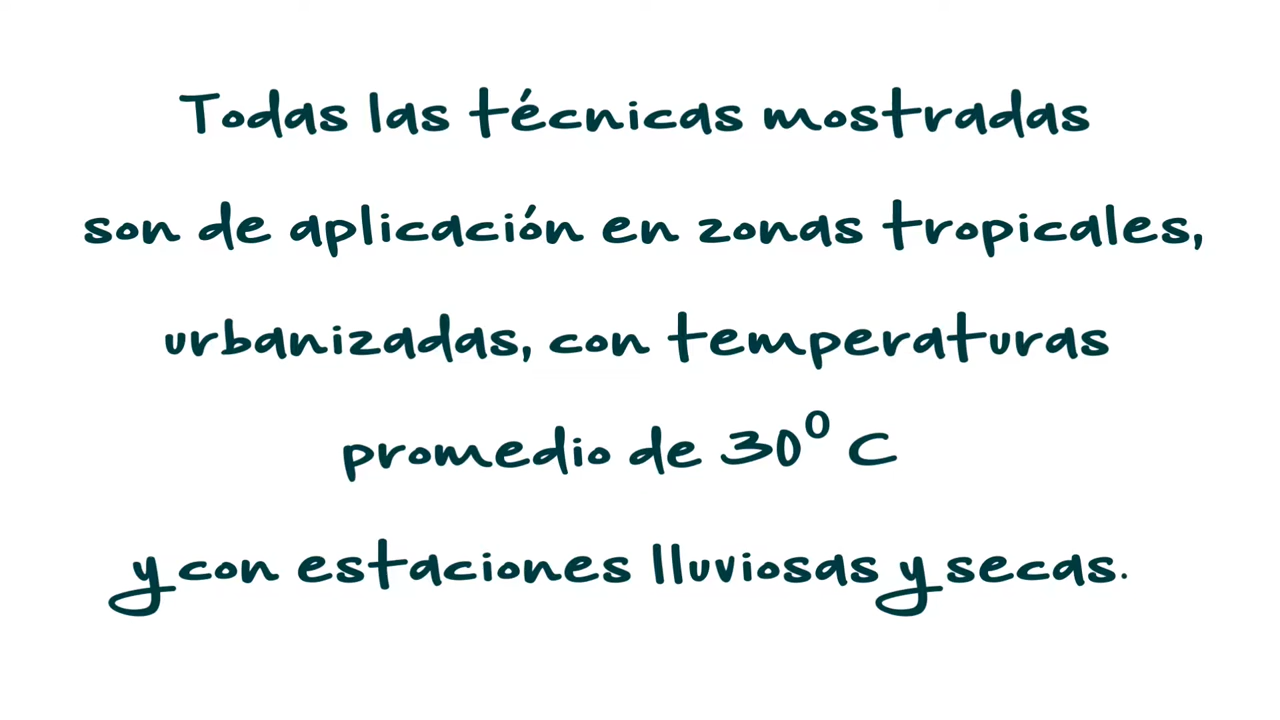 Todas las técnicas mostradas
son de aplicación en zonas tropicales,
urbanizadas, con temperaturas
promedio de 30º C
y con estaciones lluviosas y secas.